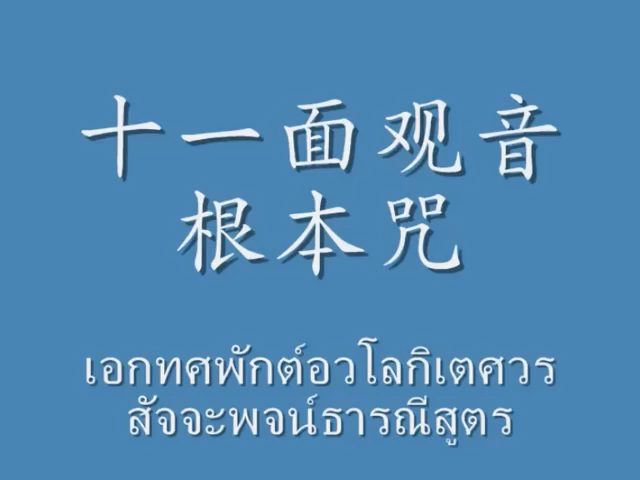 十一面观音
根本咒
เอกทศพักต์อวโลกิเตศวร
สัจจะพจน์ธารณีสูตร